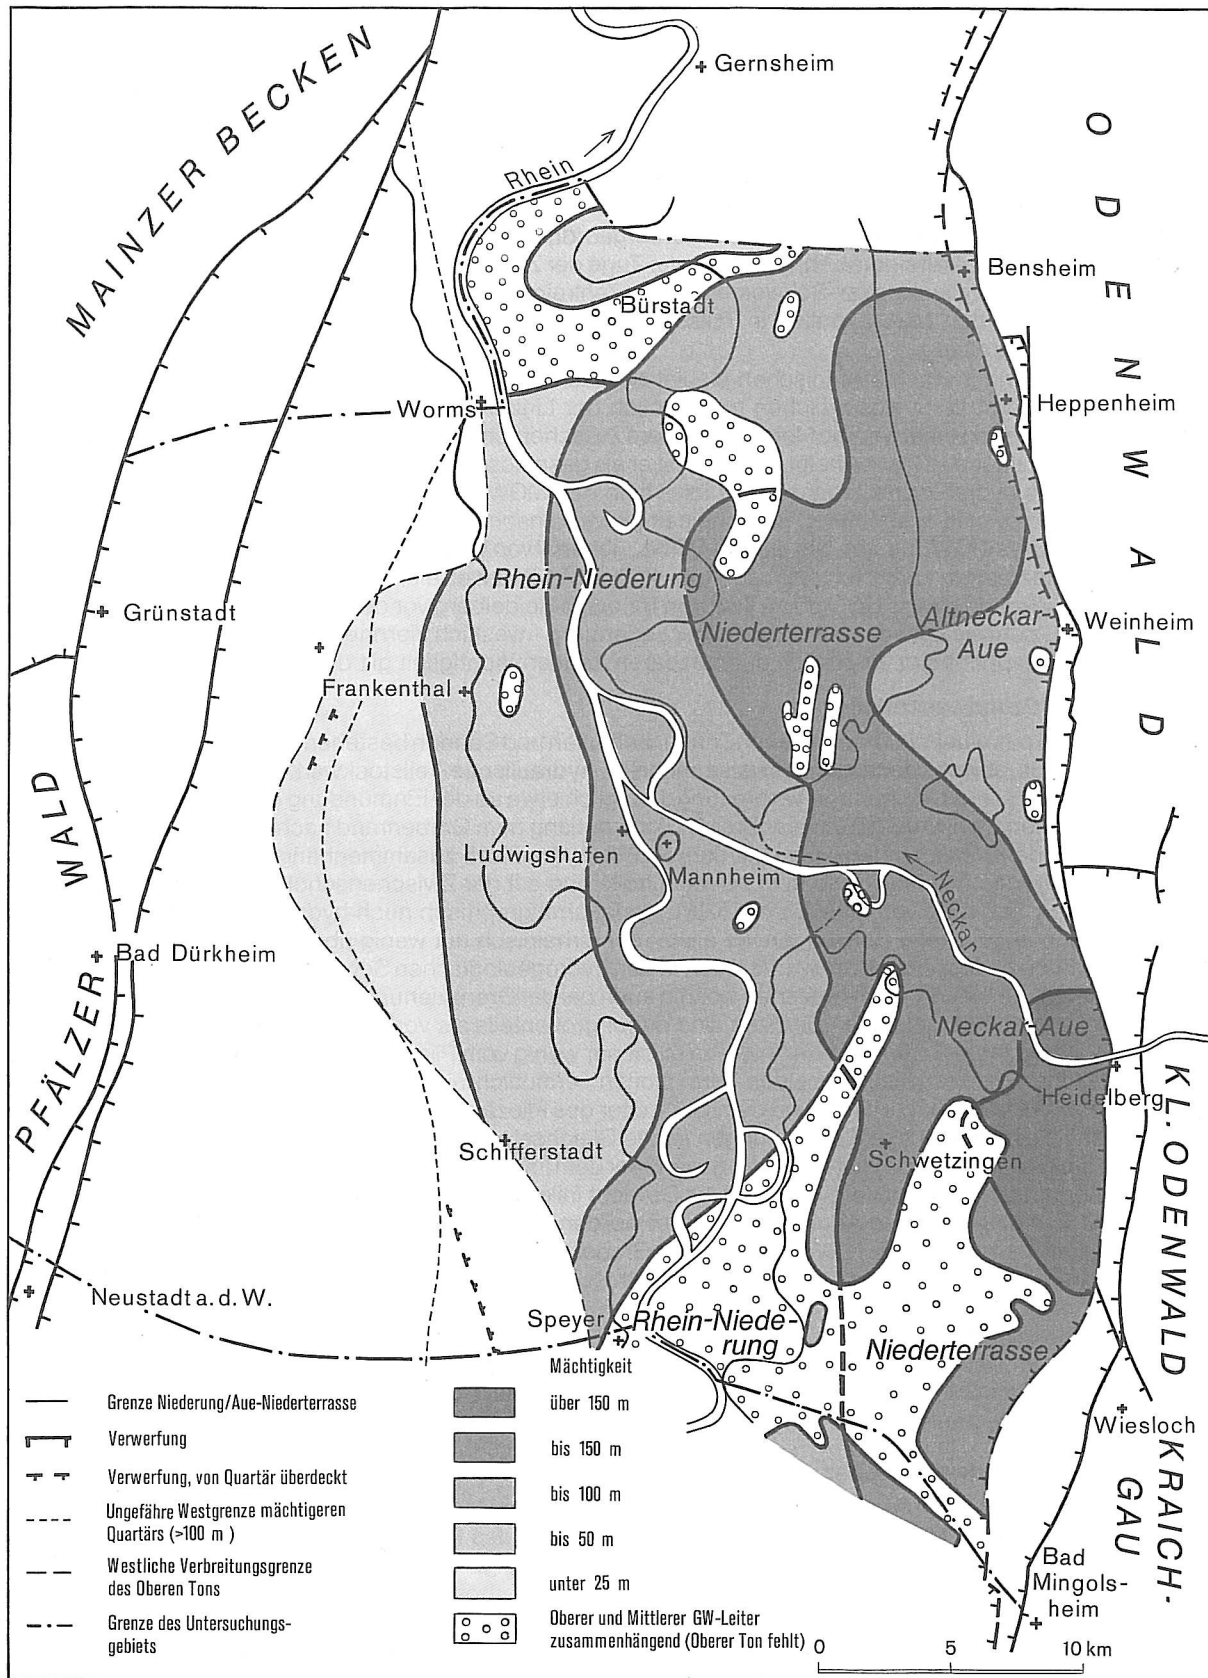 MAINZER BECKEN
Gernsheim
ODENWALD
Rhein
Bensheim
Bürstadt
Worms
Heppenheim
Rhein-Niederung
Grünstadt
Niederterrasse
Altneckar-
Aue
Weinheim
Frankenthal
PFÄLZER WALD
Ludwigshafen
Mannheim
Neckar
Bad Dürkheim
Neckar-Aue
Heidelberg
KL. ODENWALD
Schifferstadt
Schwetzingen
Neustadt a.d.W.
Speyer
Rhein-Niede-
rung
Niederterrasse
Wiesloch
KRAICH-
GAU
Bad
Mingols-
heim
Grenze Niederung/Aue-Niederterrasse
Verwerfung
Verwerfung, von Quartär überdeckt
Ungefähre Westgrenze mächtigeren
Quartärs (>100 m)
Westliche Verbreitungsgrenze
des Oberen Tons
Grenze des Untersuchungs-
gebiets
Mächtigkeit
über 150 m
bis 150 m
bis 100 m
bis 50 m
unter 25 m
Oberer und Mittlerer GW-Leiter
zusammenhängend (Oberer Ton fehlt)
0 5 10 km